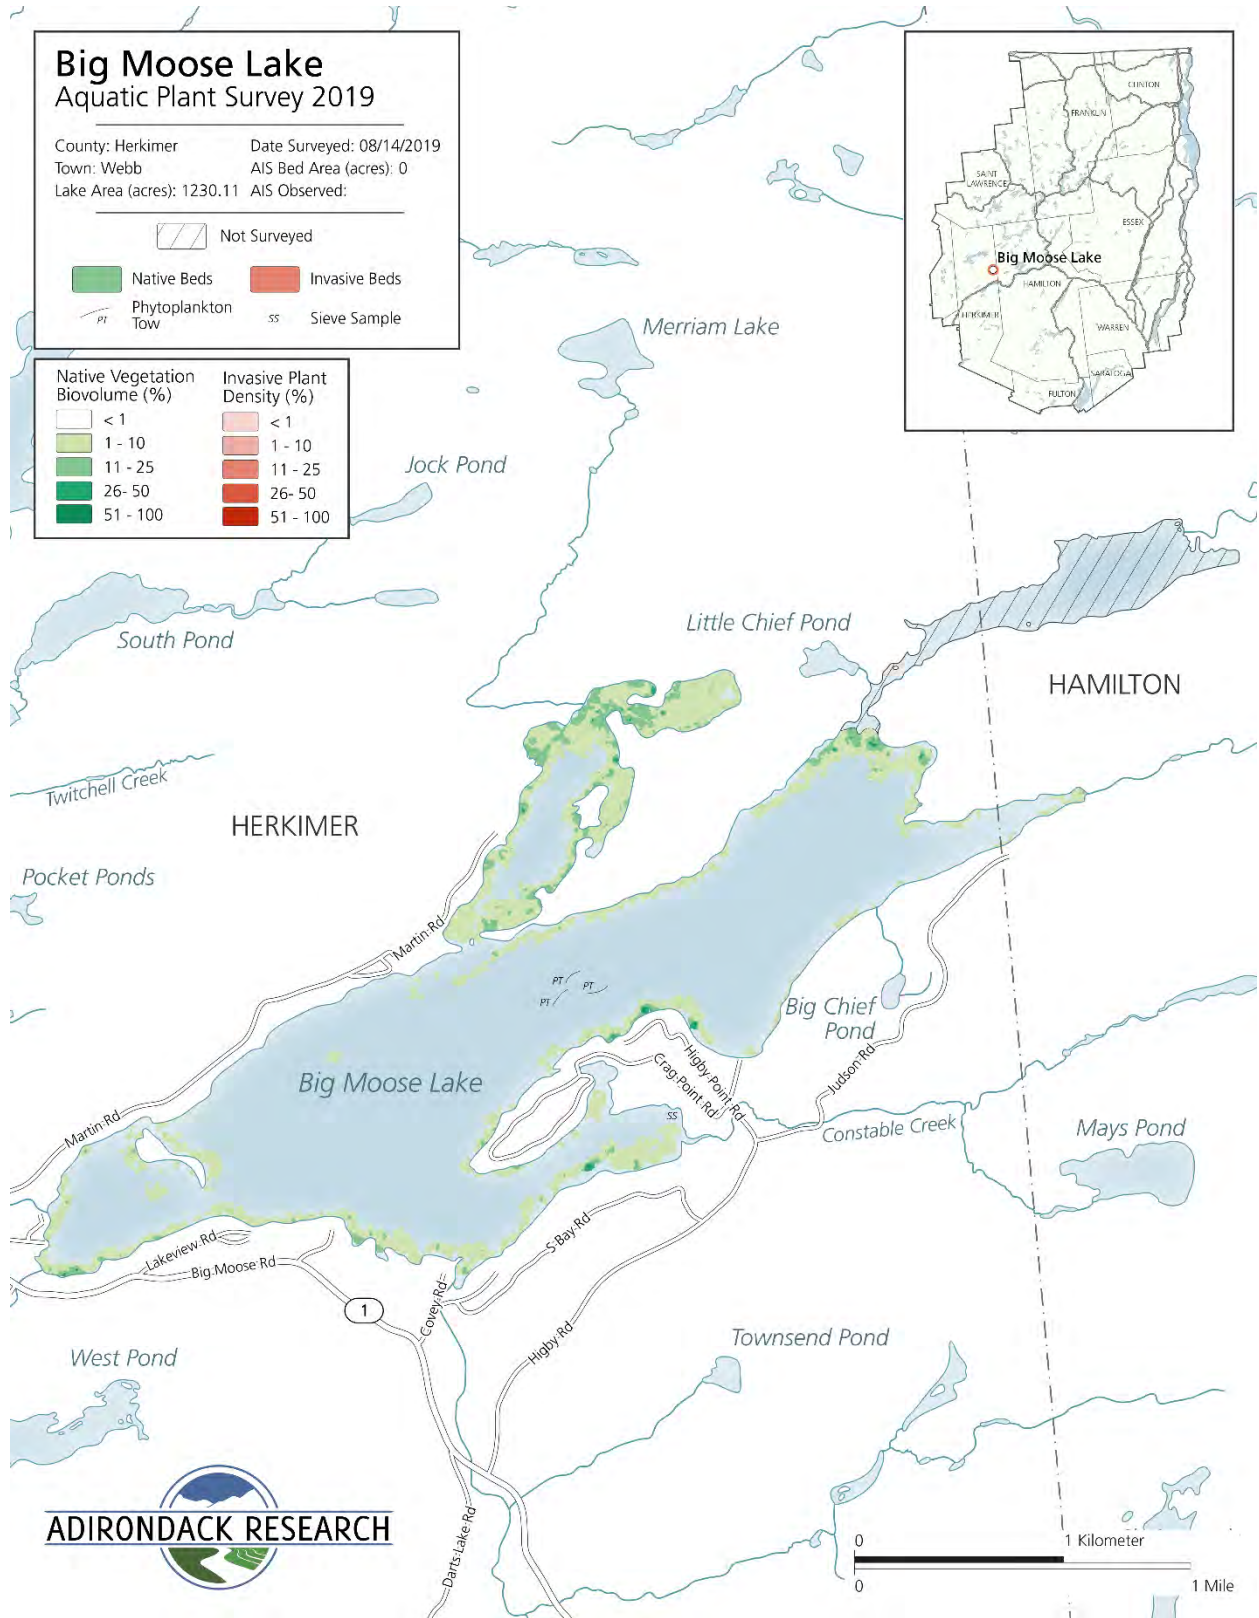 Big Moose Lake
Aquatic Plant Survey 2019
County: Herkimer
Date Surveyed: 08/14/2019
Town: Webb
AIS Bed Area (acres): 0
Lake Area (acres): 1230.11
AIS Observed:
Not Surveyed
Native Beds
Invasive Beds
PT
Phytoplankton
Tow
SS
Sieve Sample
Native Vegetation
Biovolume (%)
< 1
1 - 10
11 - 25
26- 50
51 - 100
Invasive Plant
Density (%)
< 1
1 - 10
11 - 25
26- 50
51 - 100
CLINTON
FRANKLIN
SAINT
LAWRENCE
ESSEX
Big Moose Lake
HAMILTON
HERKIMER
WARREN
SARATOGA
FULTON
Merriam Lake
Jock Pond
South Pond
Little Chief Pond
HAMILTON
Twitchell Creek
HERKIMER
Pocket Ponds
Martin Rd
PT
PT
PT
Big Chief
Pond
Big Moose Lake
Higby Point Rd
Crag Point Rd
Judson Rd
SS
Martin Rd
Constable Creek
Mays Pond
Lakeview Rd
Big Moose Rd
S Bay Rd
1
Covey Rd
Higby Rd
Townsend Pond
West Pond
ADIRONDACK RESEARCH
Darts Lake Rd
0
1 Kilometer
0
1 Mile